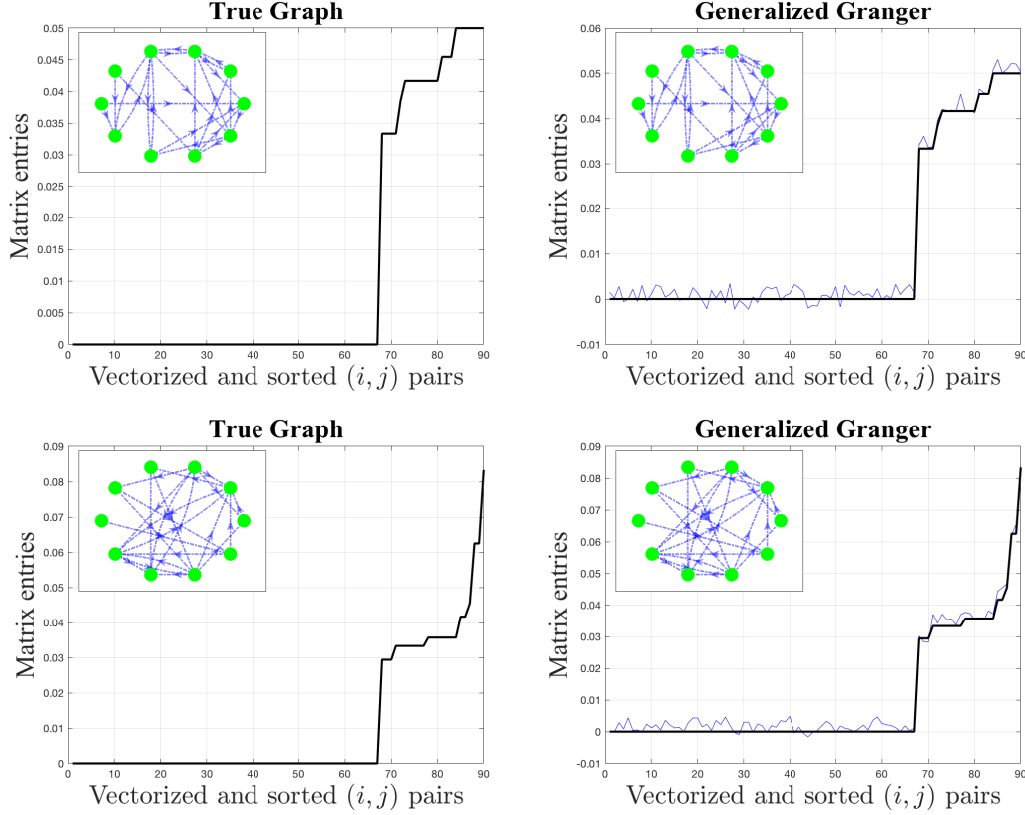 True Graph
0.05
0.045
0.04
0.035
0.03
0.025
0.02
0.015
0.01
0.005
0
0 10 20 30 40 50 60 70 80 90
Matrix entries
Vectorized and sorted (i, j) pairs
Generalized Granger
0.06
0.05
0.04
0.03
0.02
0.01
0
-0.01
0 10 20 30 40 50 60 70 80 90
Matrix entries
Vectorized and sorted (i, j) pairs
True Graph
0.09
0.08
0.07
0.06
0.05
0.04
0.03
0.02
0.01
0
0 10 20 30 40 50 60 70 80 90
Matrix entries
Vectorized and sorted (i, j) pairs
Generalized Granger
0.09
0.08
0.07
0.06
0.05
0.04
0.03
0.02
0.01
0
-0.01
0 10 20 30 40 50 60 70 80 90
Matrix entries
Vectorized and sorted (i, j) pairs